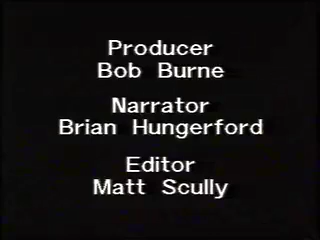 Producer
Bob Burne
Narrator
Brian Hungerford
Editor
Matt Scully